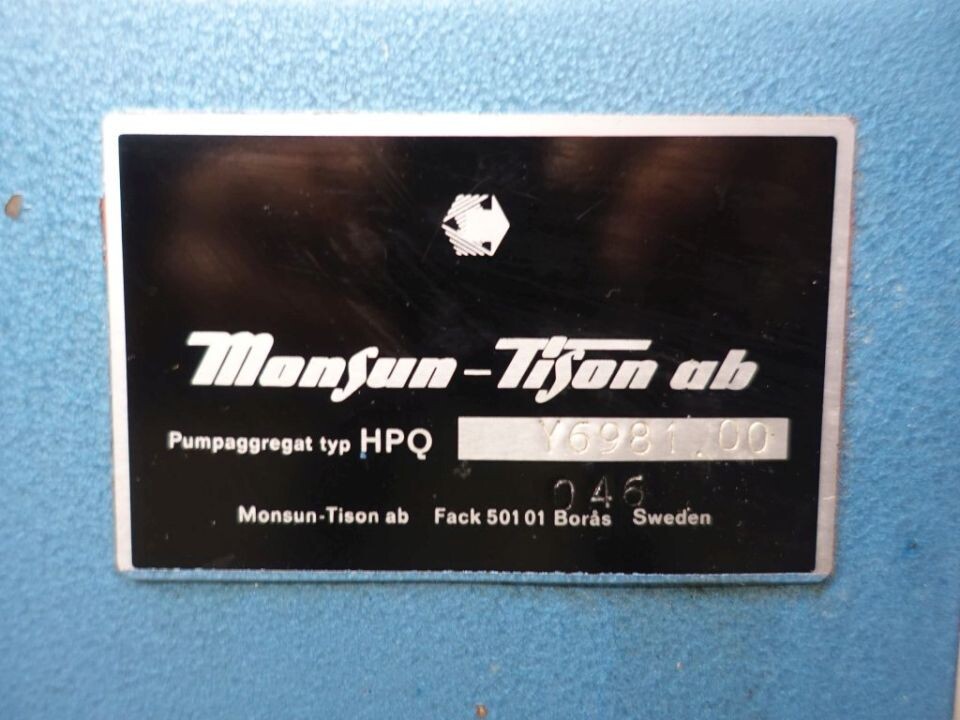 Monsun-Tison ab
Pumpaggregat typ HPQ Y6981.00
046
Monsun-Tison ab Fack 501 01 Borås Sweden